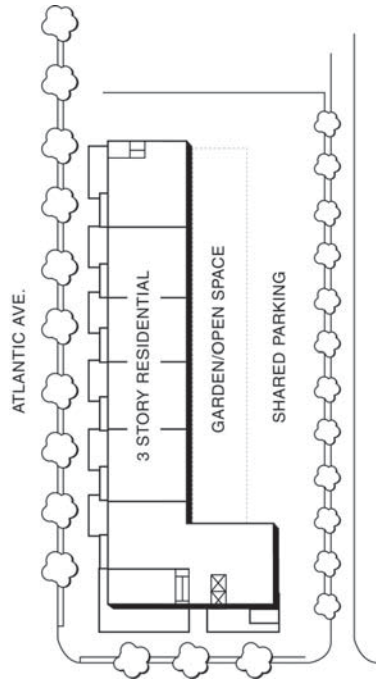 ATLANTIC AVE.
3 STORY RESIDENTIAL
GARDEN/OPEN SPACE
SHARED PARKING